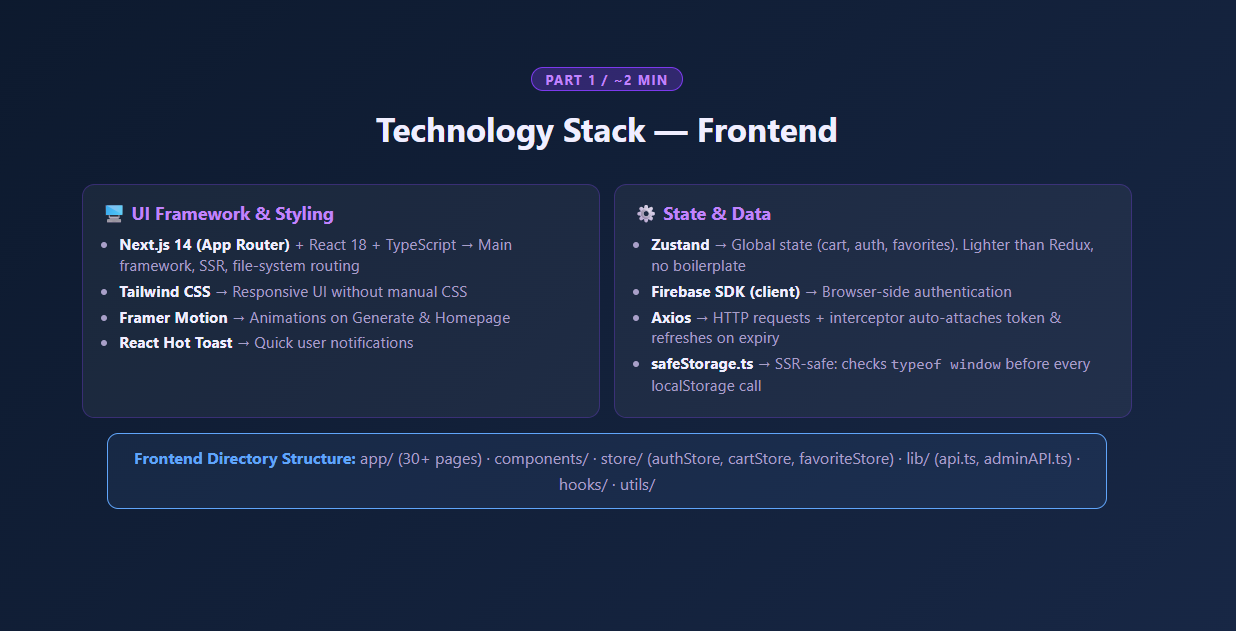 PART 1 / ~2 MIN
Technology Stack — Frontend
🖥️ UI Framework & Styling
• Next.js 14 (App Router) + React 18 + TypeScript → Main
framework, SSR, file-system routing
• Tailwind CSS → Responsive UI without manual CSS
• Framer Motion → Animations on Generate & Homepage
• React Hot Toast → Quick user notifications
⚙️ State & Data
• Zustand → Global state (cart, auth, favorites). Lighter than Redux,
no boilerplate
• Firebase SDK (client) → Browser-side authentication
• Axios → HTTP requests + interceptor auto-attaches token &
refreshes on expiry
• safeStorage.ts → SSR-safe: checks typeof window before every
localStorage call
Frontend Directory Structure: app/ (30+ pages) · components/ · store/ (authStore, cartStore, favoriteStore) · lib/ (api.ts, adminAPI.ts) ·
hooks/ · utils/